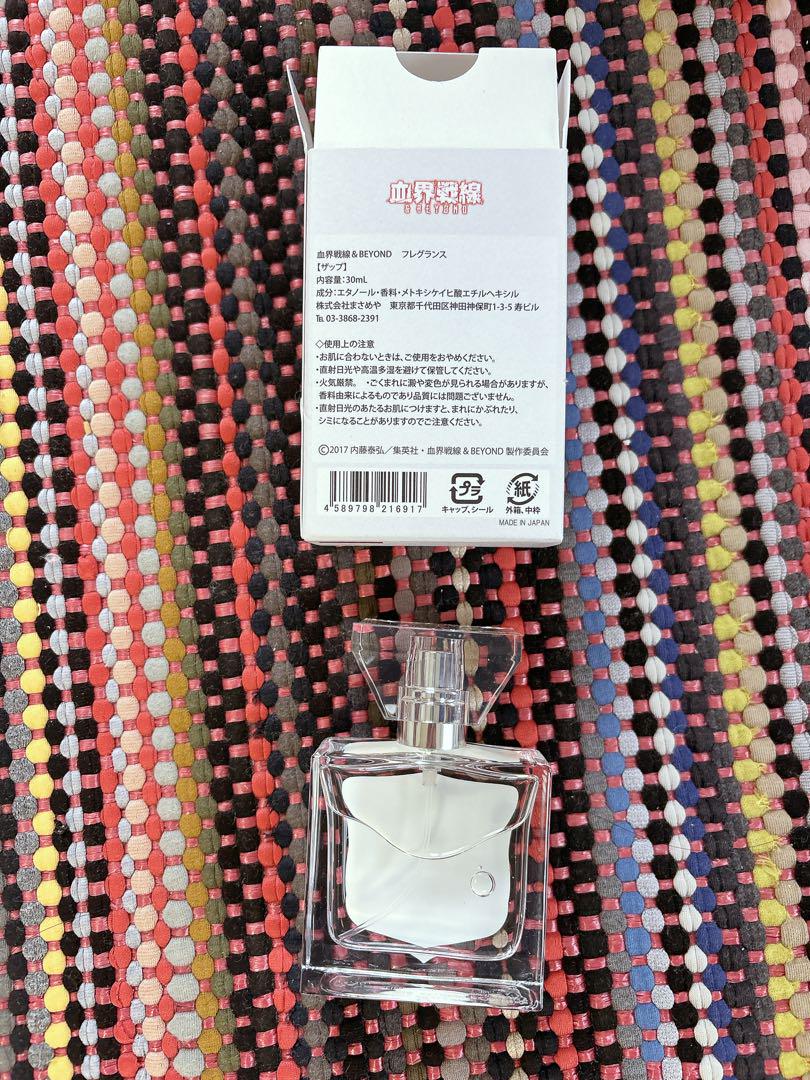 血界戦線
& BEYOND
血界戦線＆BEYOND　フレグランス
【ザップ】
内容量：30mL
成分：エタノール・香料・メトキシケイヒ酸エチルヘキシル
株式会社まさめや　東京都千代田区神田神保町1-3-5 寿ビル
℡ 03-3868-2391
◇使用上の注意
・お肌に合わないときは、ご使用をおやめください。
・直射日光や高温多湿を避けて保管してください。
・火気厳禁。　・ごくまれに澱や変色が見られる場合がありますが、
香料由来によるものであり品質には問題ございません。
・直射日光のあたるお肌につけますと、まれにかぶれたり、
シミになることがありますのでご注意ください。
©2017 内藤泰弘／集英社・血界戦線 & BEYOND 製作委員会
4 589798 216917
プラ
キャップ、シール
紙
外箱、中枠
MADE IN JAPAN